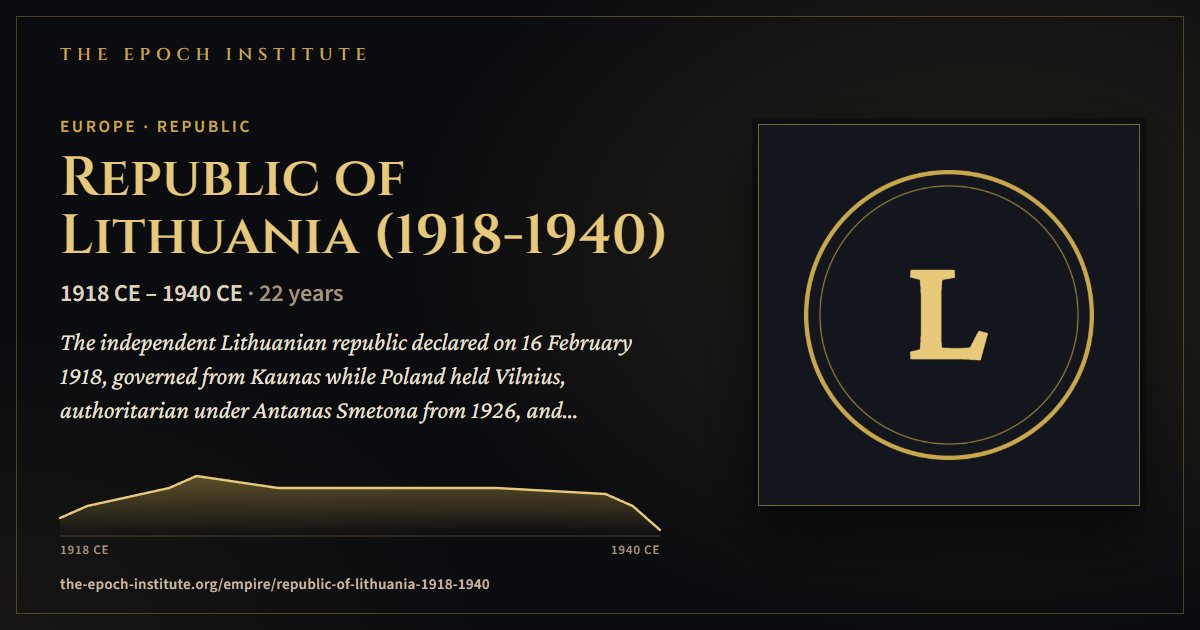 THE EPOCH INSTITUTE
EUROPE · REPUBLIC
REPUBLIC OF
LITHUANIA (1918-1940)
1918 CE – 1940 CE · 22 years
The independent Lithuanian republic declared on 16 February
1918, governed from Kaunas while Poland held Vilnius,
authoritarian under Antanas Smetona from 1926, and...
L
1918 CE
1940 CE
the-epoch-institute.org/empire/republic-of-lithuania-1918-1940